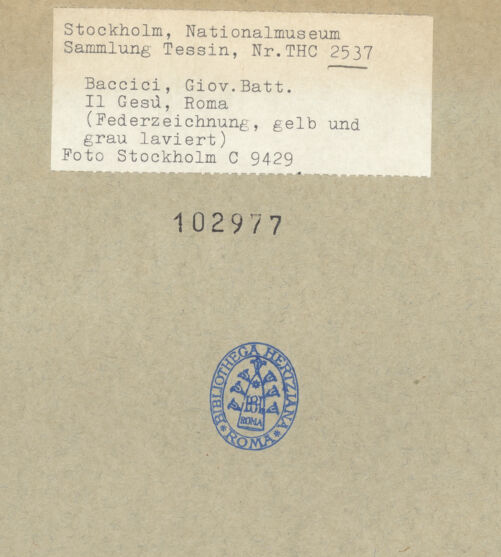 Stockholm, Nationalmuseum
Sammlung Tessin, Nr.THC 2537
Baccici, Giov.Batt.
Il Gesù, Roma
(Federzeichnung, gelb und
grau laviert)
Foto Stockholm C 9429
102977
BIBLIOTHECA HERTZIANA
ROMA
ROMA